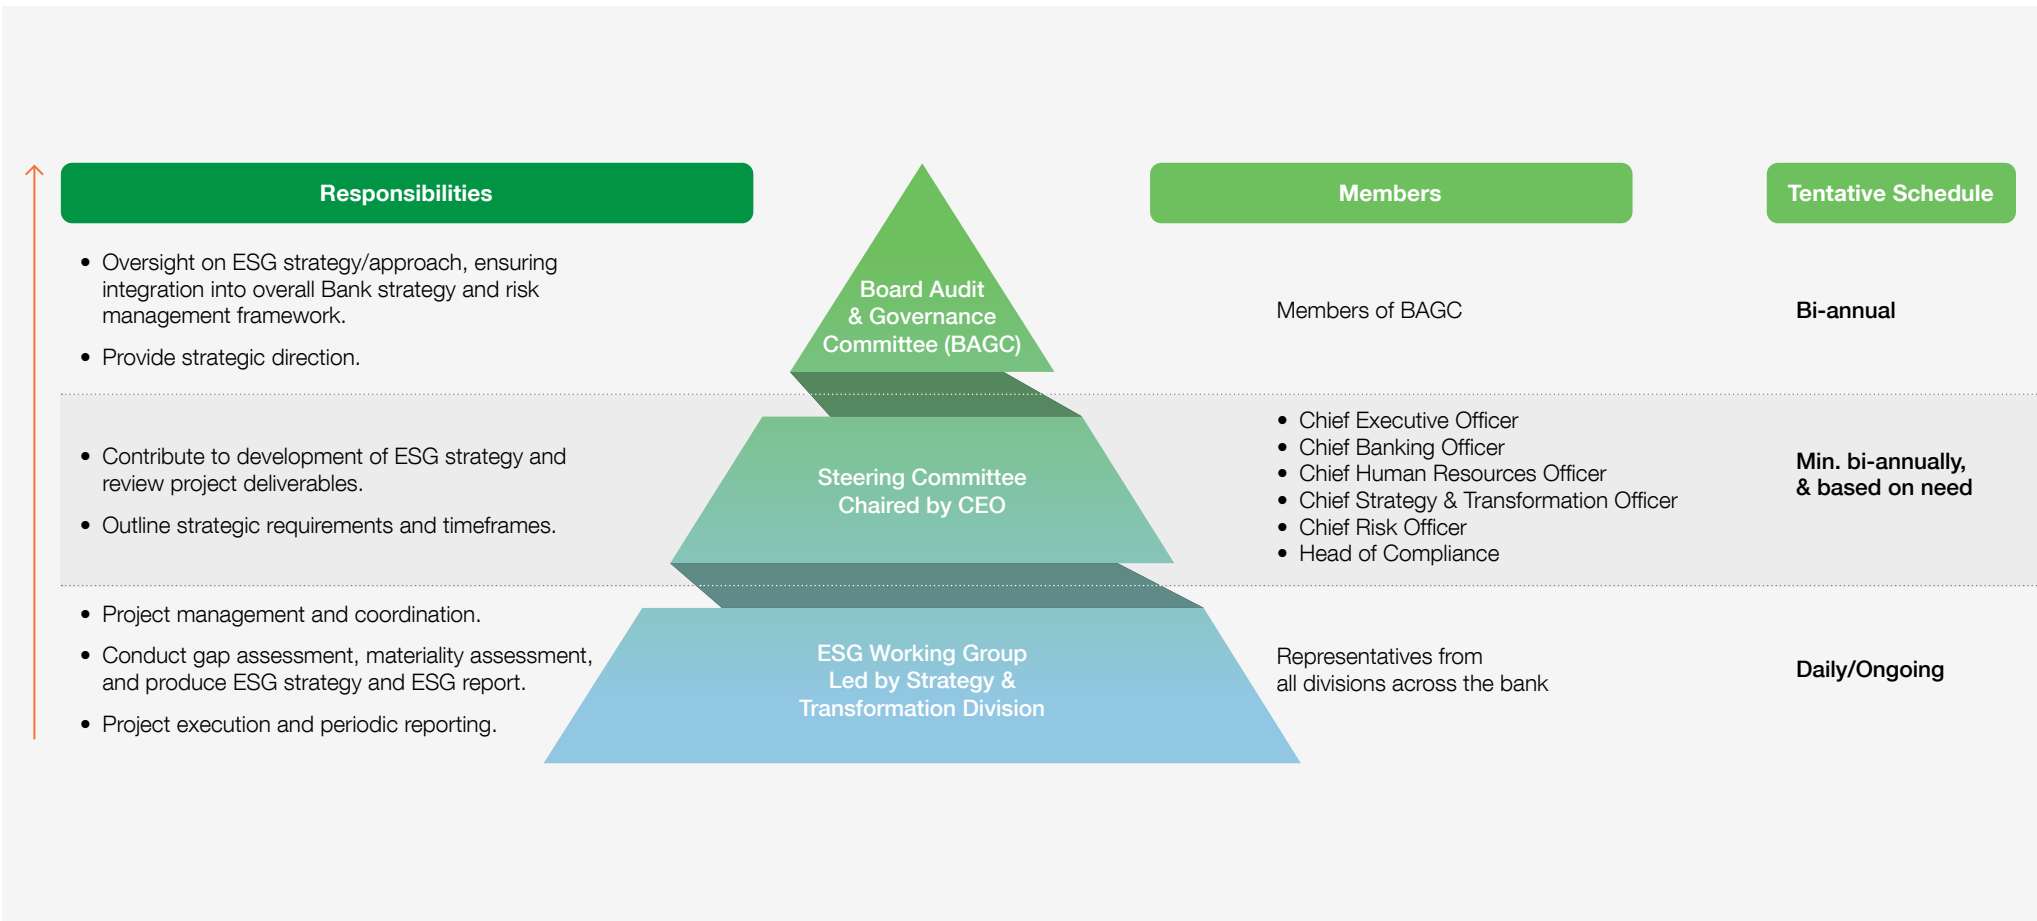 Responsibilities
Members
Tentative Schedule
• Oversight on ESG strategy/approach, ensuring
integration into overall Bank strategy and risk
management framework.
• Provide strategic direction.
Board Audit
& Governance
Committee (BAGC)
Members of BAGC
Bi-annual
• Contribute to development of ESG strategy and
review project deliverables.
• Outline strategic requirements and timeframes.
Steering Committee
Chaired by CEO
• Chief Executive Officer
• Chief Banking Officer
• Chief Human Resources Officer
• Chief Strategy & Transformation Officer
• Chief Risk Officer
• Head of Compliance
Min. bi-annually,
& based on need
• Project management and coordination.
• Conduct gap assessment, materiality assessment,
and produce ESG strategy and ESG report.
• Project execution and periodic reporting.
ESG Working Group
Led by Strategy &
Transformation Division
Representatives from
all divisions across the bank
Daily/Ongoing